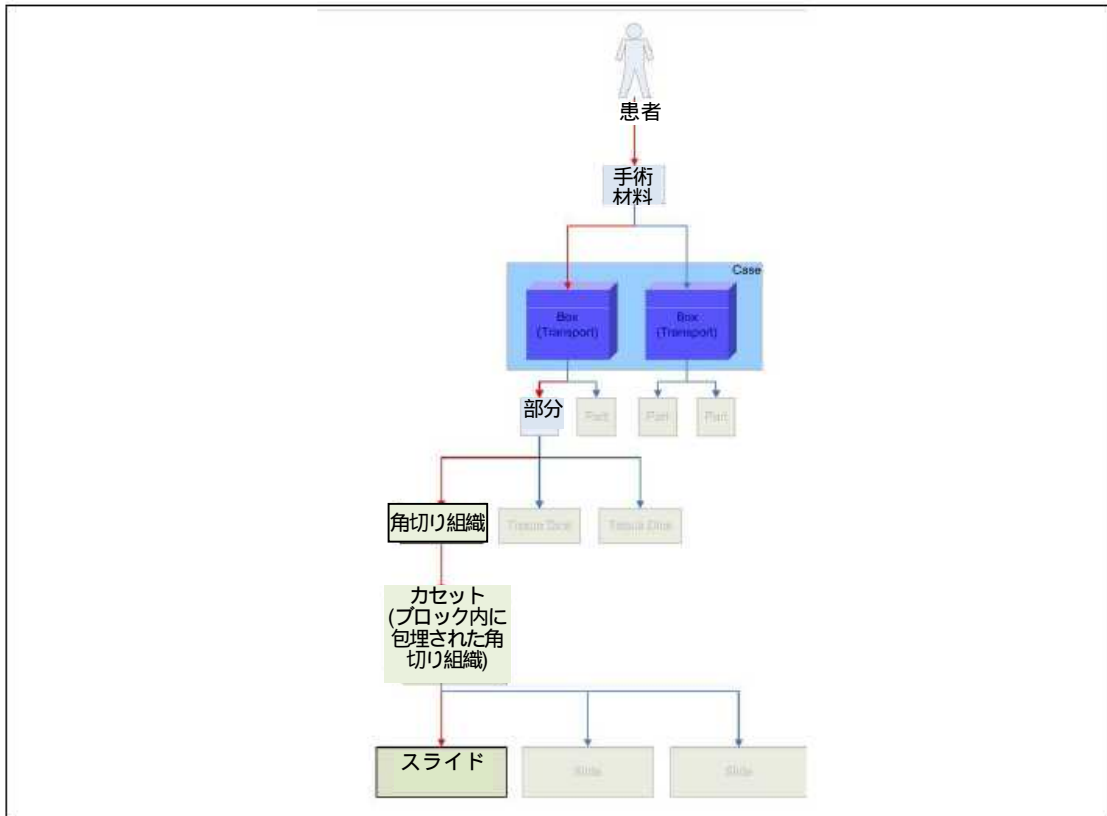 患者
手術
材料
Case
Box
(Transport)
Box
(Transport)
部分
Part
Part
Part
角切り組織
Tissue Dice
Tissue Dice
カセット
(ブロック内に
包埋された角
切り組織)
スライド
Slide
Slide